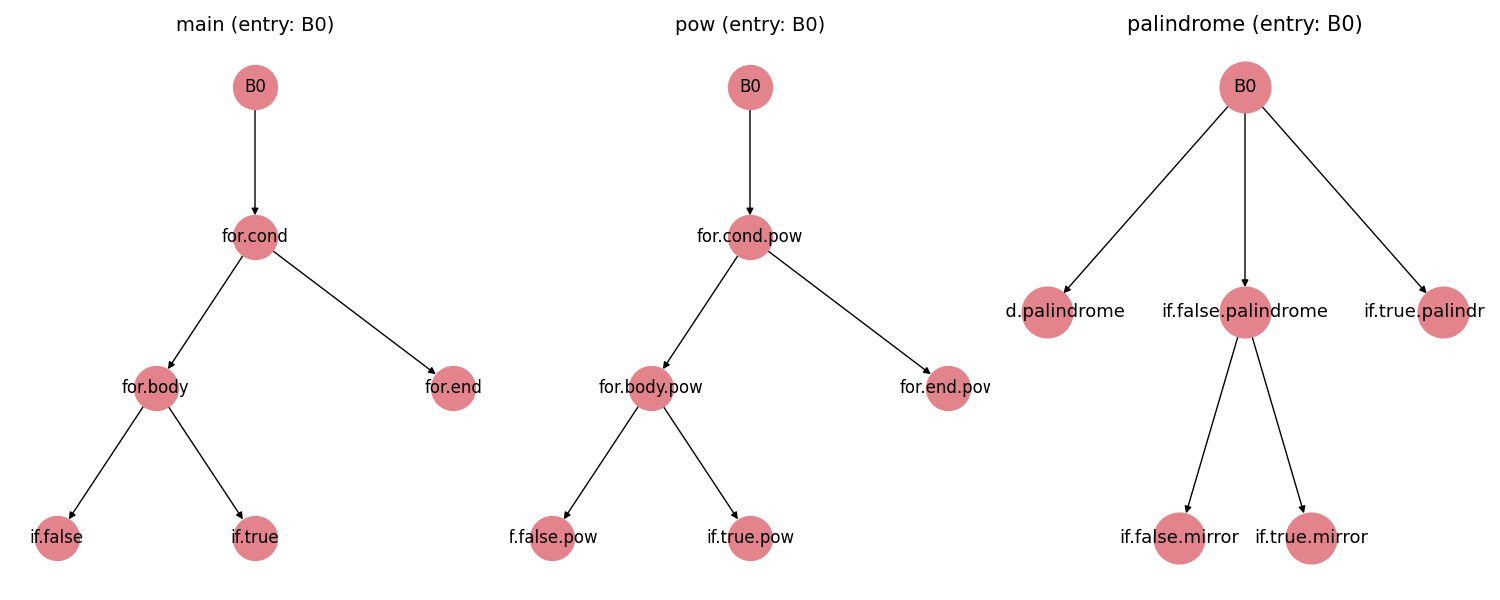 main (entry: B0)
B0
for.cond
for.body
for.end
if.false
if.true
pow (entry: B0)
B0
for.cond.pow
for.body.pow
for.end.pow
f.false.pow
if.true.pow
palindrome (entry: B0)
B0
d.palindrome
if.false.palindrome
if.true.palindr
if.false.mirror
if.true.mirror